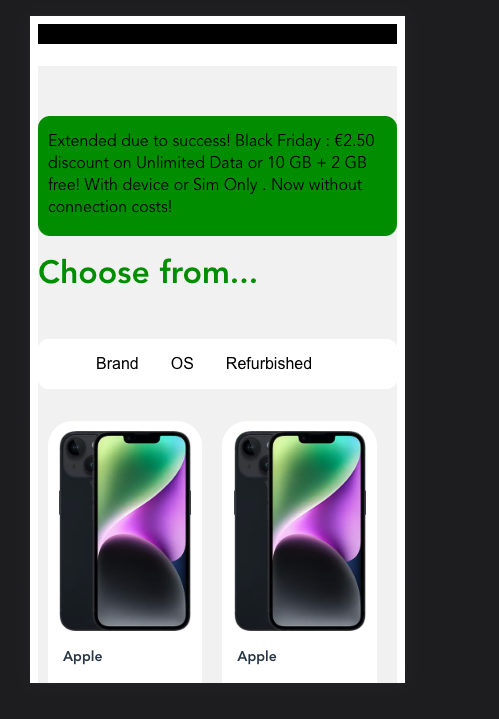 Extended due to success! Black Friday : €2.50
discount on Unlimited Data or 10 GB + 2 GB
free! With device or Sim Only . Now without
connection costs!
Choose from...
Brand OS Refurbished
Apple Apple